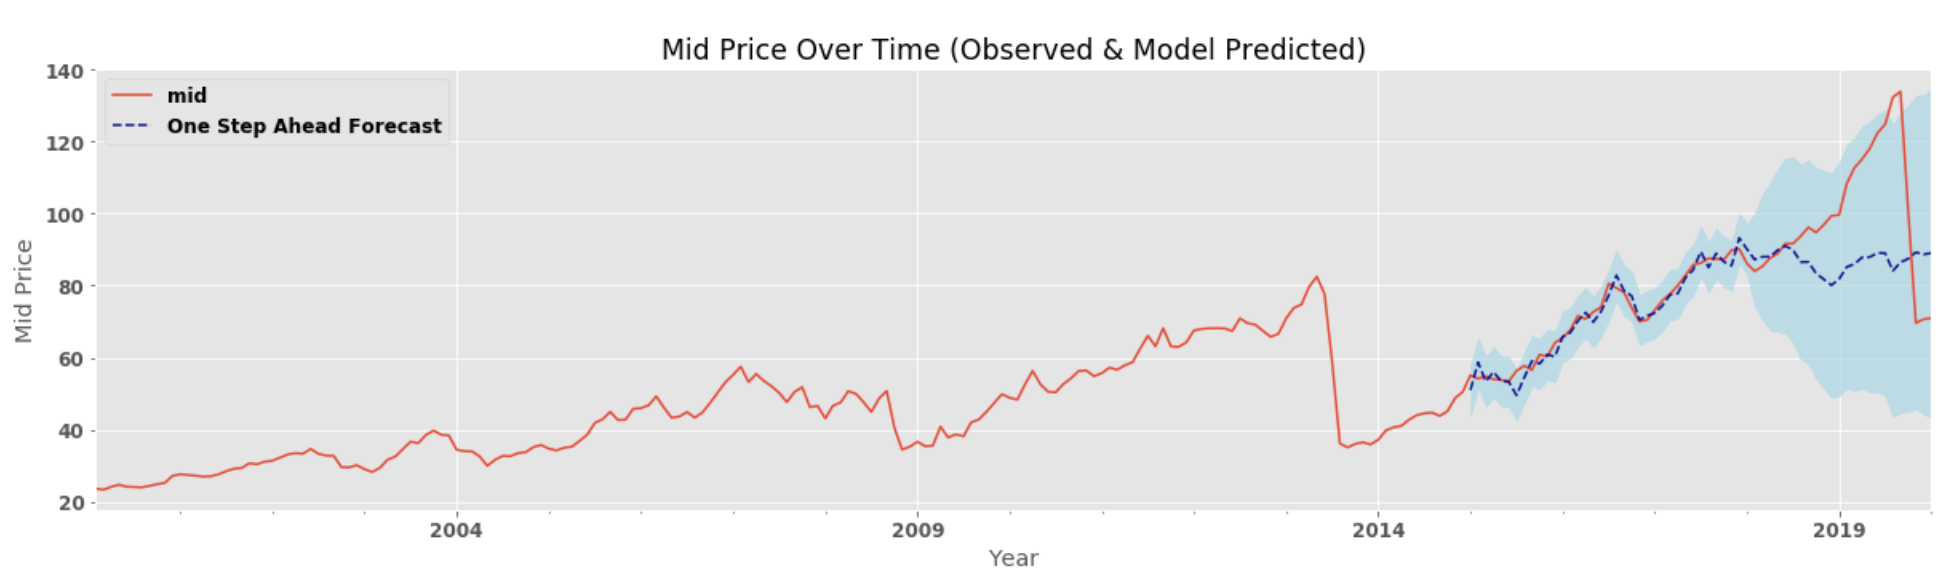 Mid Price Over Time (Observed & Model Predicted)
mid
One Step Ahead Forecast
Mid Price
140
120
100
80
60
40
20
2004
2009
2014
2019
Year